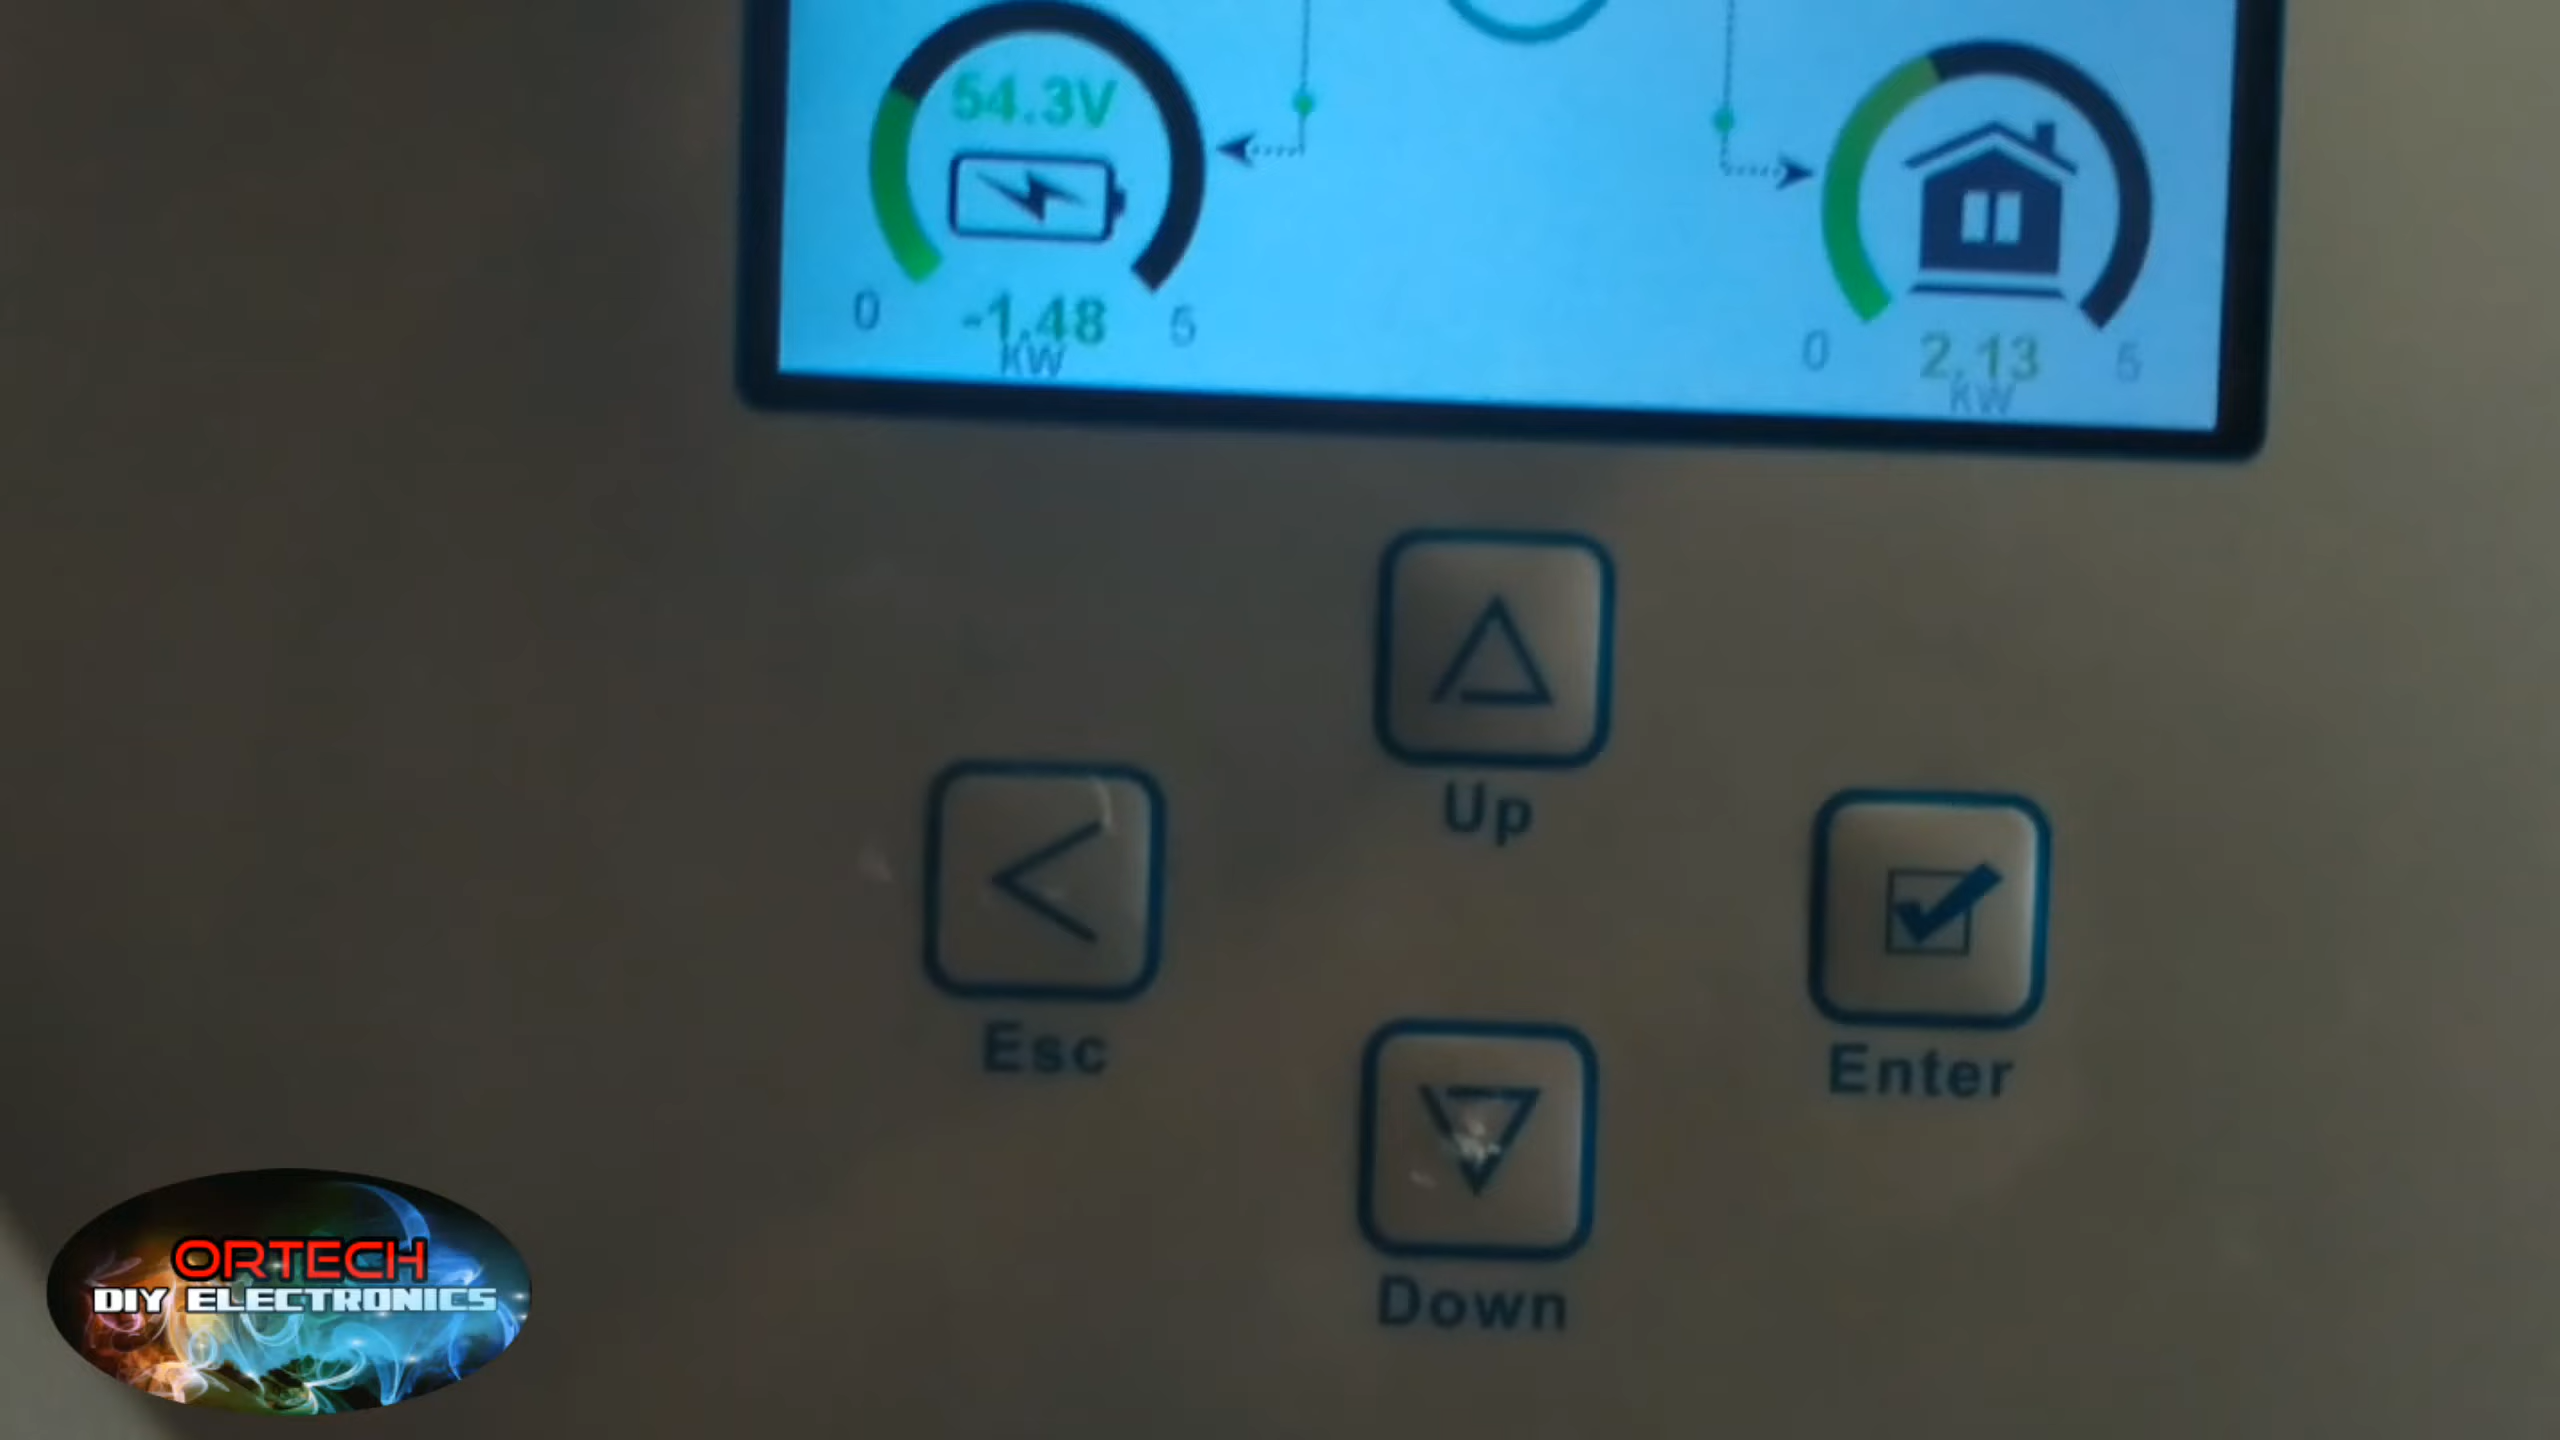 54.3V
0
-1.48
5
kW
0
2.13
5
kW
Up
Esc
Enter
Down
ORTECH
DIY ELECTRONICS